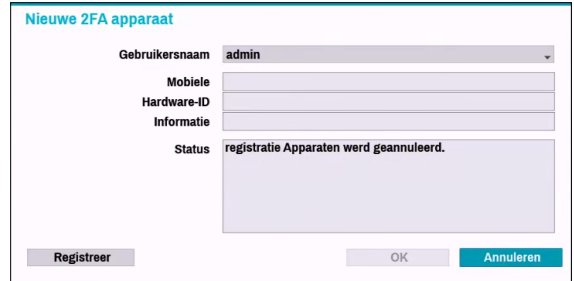 Nieuwe 2FA apparaat
Gebruikersnaam admin
Mobiele
Hardware-ID
Informatie
Status registratie Apparaten werd geannuleerd.
Registreer OK Annuleren